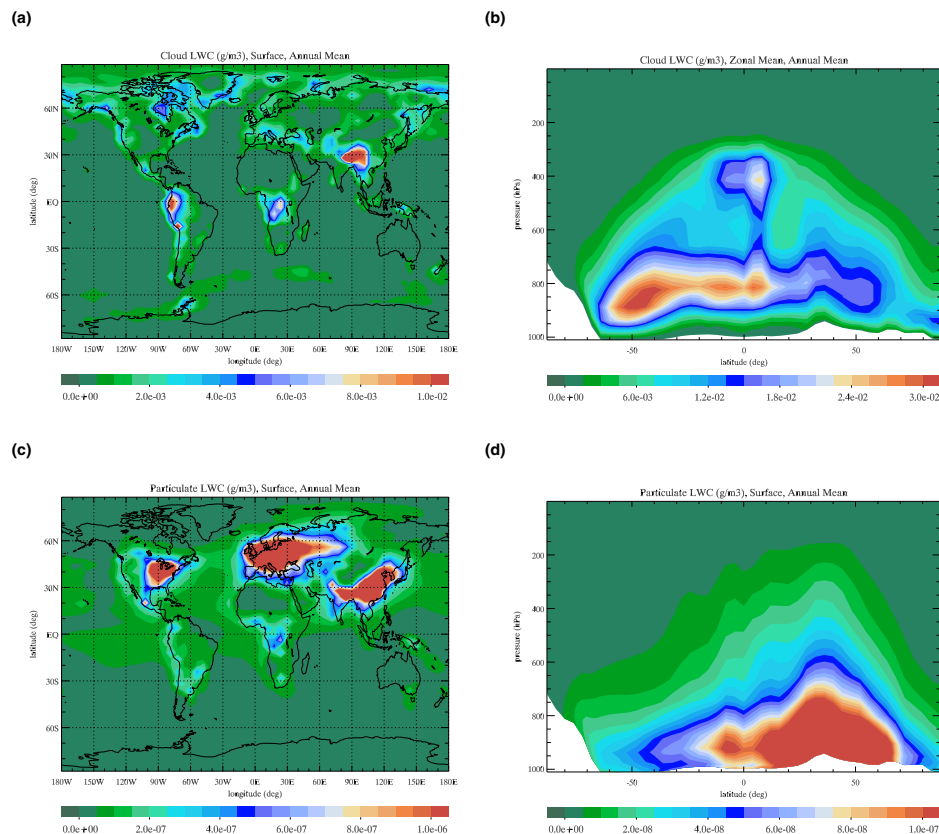 (a)
Cloud LWC (g/m3), Surface, Annual Mean
latitude (deg)
60N
30N
EQ
30S
60S
180W 150W 120W 90W 60W 30W 0E 30E 60E 90E 120E 150E 180E
longitude (deg)
0.0e+00 2.0e-03 4.0e-03 6.0e-03 8.0e-03 1.0e-02
(b)
Cloud LWC (g/m3), Zonal Mean, Annual Mean
pressure (hPa)
200
400
600
800
1000
-50 0 50
latitude (deg)
0.0e+00 6.0e-03 1.2e-02 1.8e-02 2.4e-02 3.0e-02
(c)
Particulate LWC (g/m3), Surface, Annual Mean
latitude (deg)
60N
30N
EQ
30S
60S
180W 150W 120W 90W 60W 30W 0E 30E 60E 90E 120E 150E 180E
longitude (deg)
0.0e+00 2.0e-07 4.0e-07 6.0e-07 8.0e-07 1.0e-06
(d)
Particulate LWC (g/m3), Surface, Annual Mean
pressure (hPa)
200
400
600
800
1000
-50 0 50
latitude (deg)
0.0e+00 2.0e-08 4.0e-08 6.0e-08 8.0e-08 1.0e-07